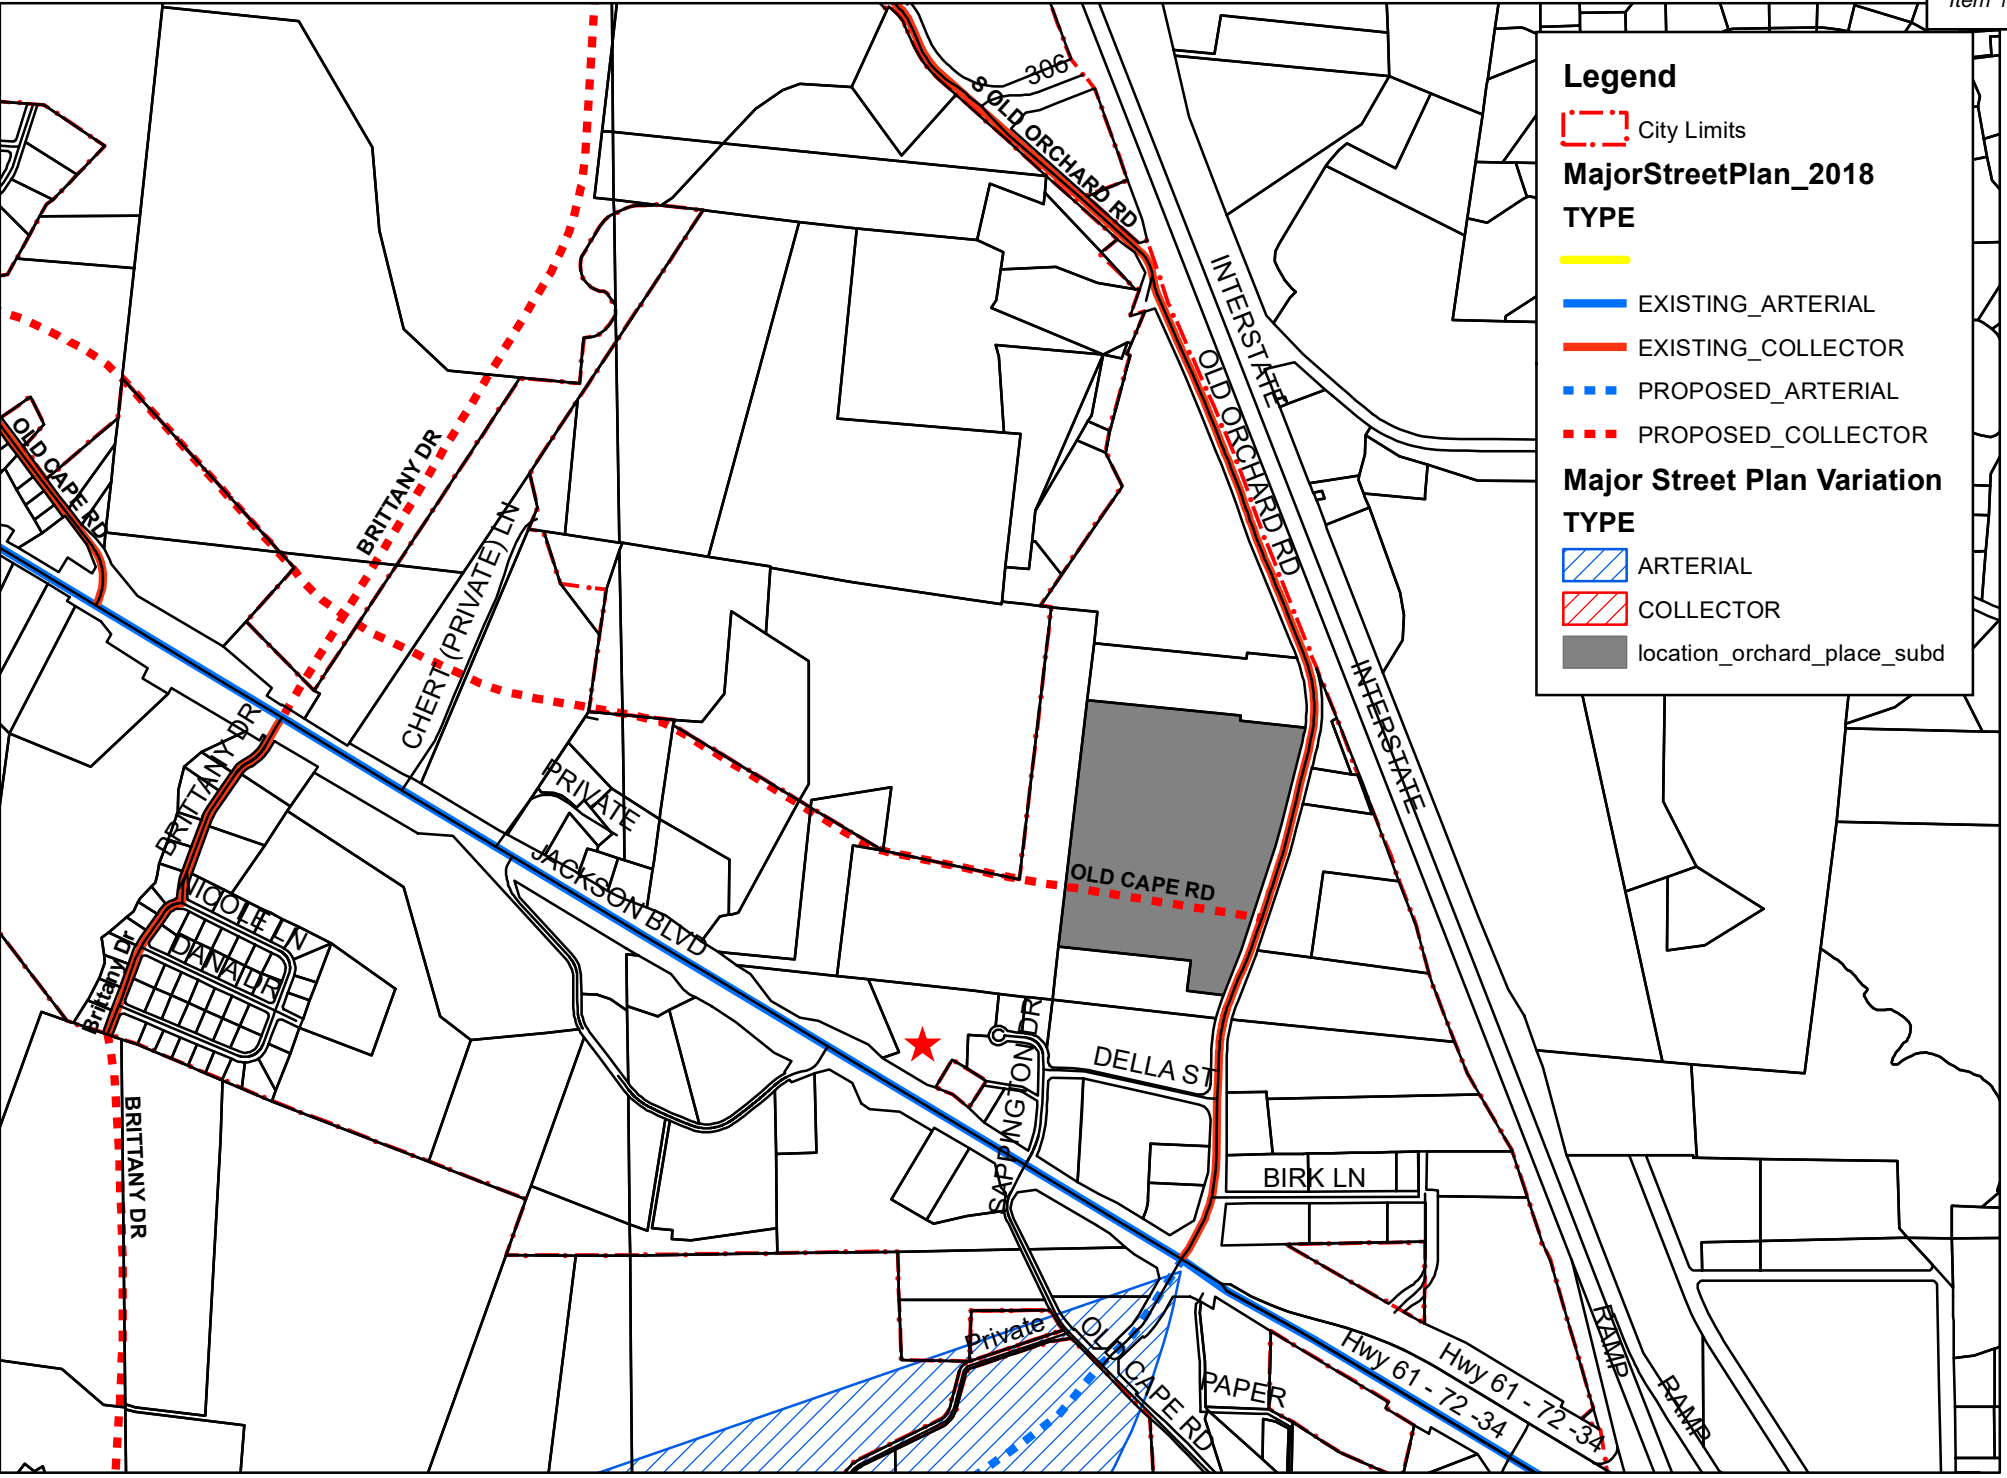 Legend
City Limits
MajorStreetPlan_2018
TYPE
EXISTING_ARTERIAL
EXISTING_COLLECTOR
PROPOSED_ARTERIAL
PROPOSED_COLLECTOR
Major Street Plan Variation
TYPE
ARTERIAL
COLLECTOR
location_orchard_place_subd
306
S OLD ORCHARD RD
INTERSTATE
OLD ORCHARD RD
OLD CAPE RD
BRITTANY DR
CHERT (PRIVATE) LN
INTERSTATE
BRITTANY DR
PRIVATE
JACKSON BLVD
OLD CAPE RD
NICOLE LN
DANA DR
Brittany Dr
SAPPINGTON DR
DELLA ST
BRITTANY DR
BIRK LN
Private
OLD CAPE RD
PAPER
Hwy 61 - 72 -34
Hwy 61 - 72 -34
RAMP
RAMP